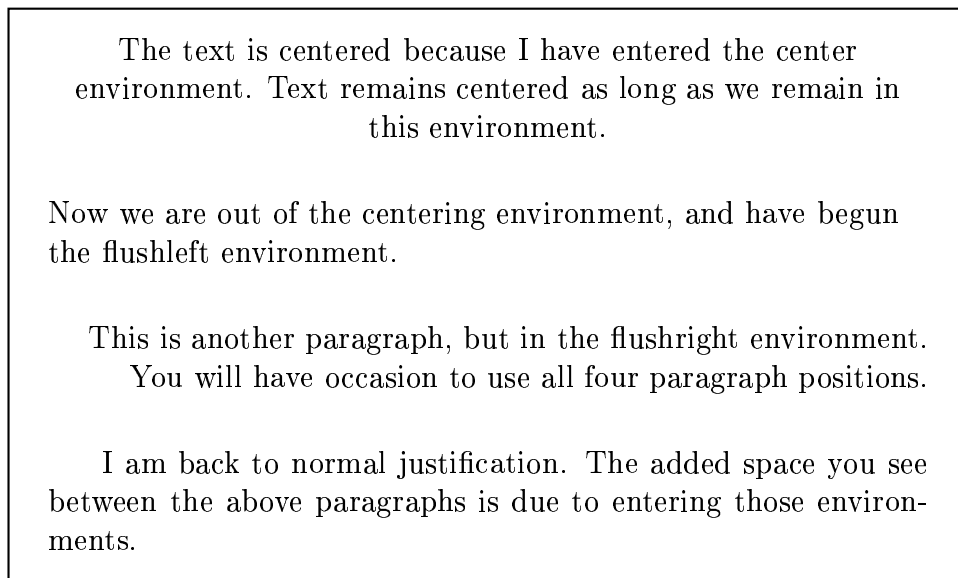 The text is centered because I have entered the center
environment. Text remains centered as long as we remain in
this environment.
Now we are out of the centering environment, and have begun
the flushleft environment.
This is another paragraph, but in the flushright environment.
You will have occasion to use all four paragraph positions.
I am back to normal justification. The added space you see
between the above paragraphs is due to entering those environ-
ments.